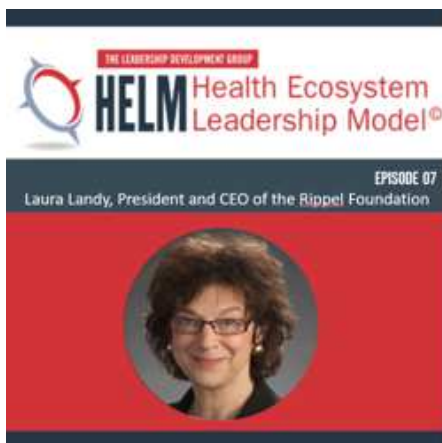 THE LEADERSHIP DEVELOPMENT GROUP
HELM Health Ecosystem
Leadership Model©
EPISODE 07
Laura Landy, President and CEO of the Rippel Foundation